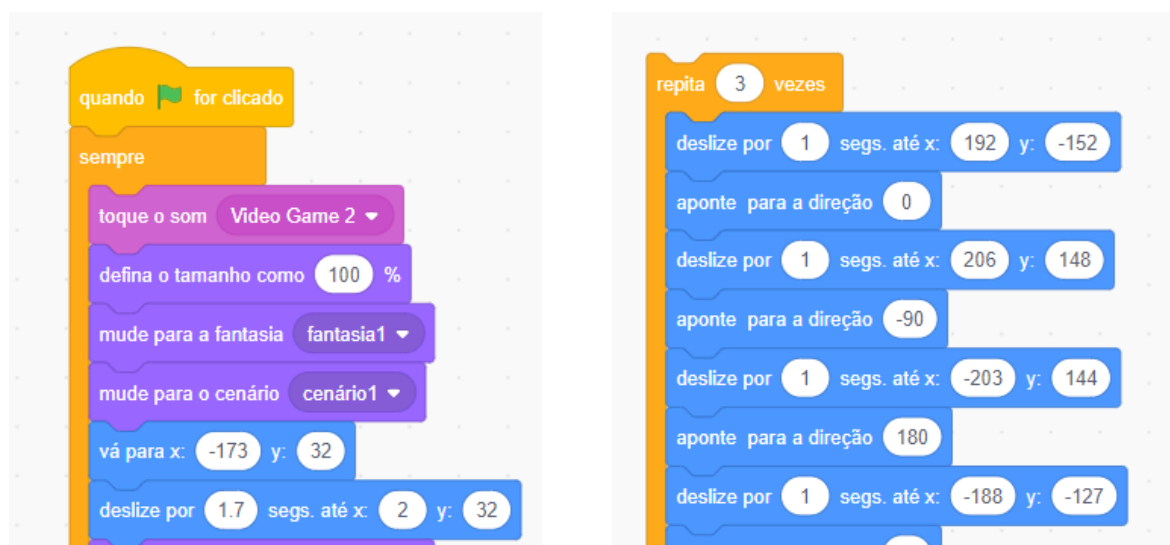 quando for clicado
sempre
toque o som Video Game 2
defina o tamanho como 100 %
mude para a fantasia fantasia1
mude para o cenário cenário1
vá para x: -173 y: 32
deslize por 1.7 segs. até x: 2 y: 32
repita 3 vezes
deslize por 1 segs. até x: 192 y: -152
aponte para a direção 0
deslize por 1 segs. até x: 206 y: 148
aponte para a direção -90
deslize por 1 segs. até x: -203 y: 144
aponte para a direção 180
deslize por 1 segs. até x: -188 y: -127